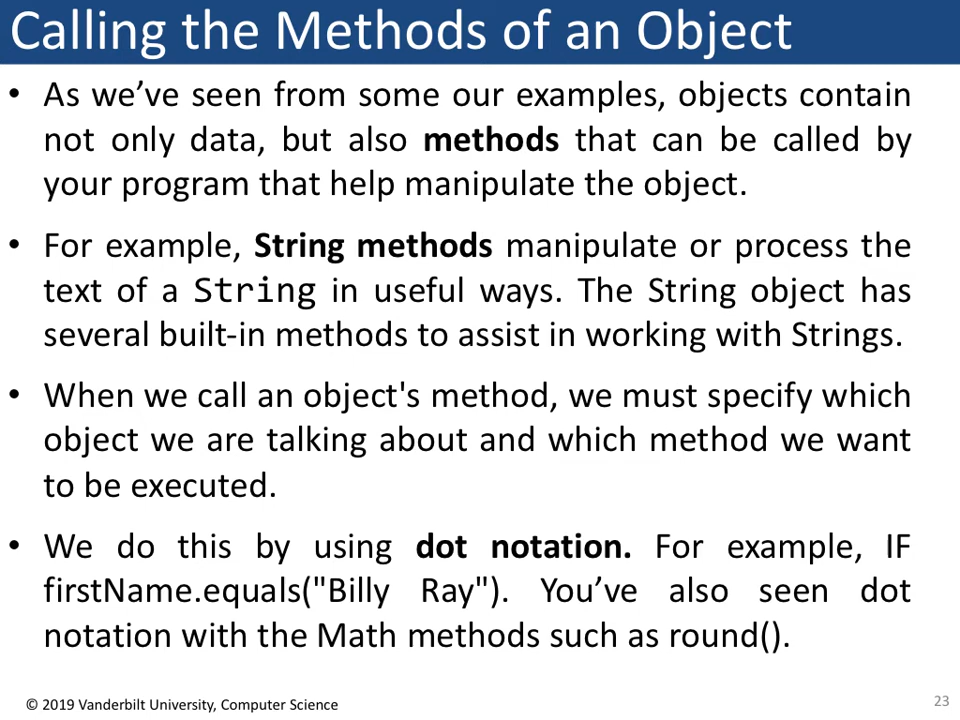 Calling the Methods of an Object
• As we’ve seen from some our examples, objects contain
not only data, but also methods that can be called by
your program that help manipulate the object.
• For example, String methods manipulate or process the
text of a String in useful ways. The String object has
several built-in methods to assist in working with Strings.
• When we call an object's method, we must specify which
object we are talking about and which method we want
to be executed.
• We do this by using dot notation. For example, IF
firstName.equals("Billy Ray"). You’ve also seen dot
notation with the Math methods such as round().
© 2019 Vanderbilt University, Computer Science
23